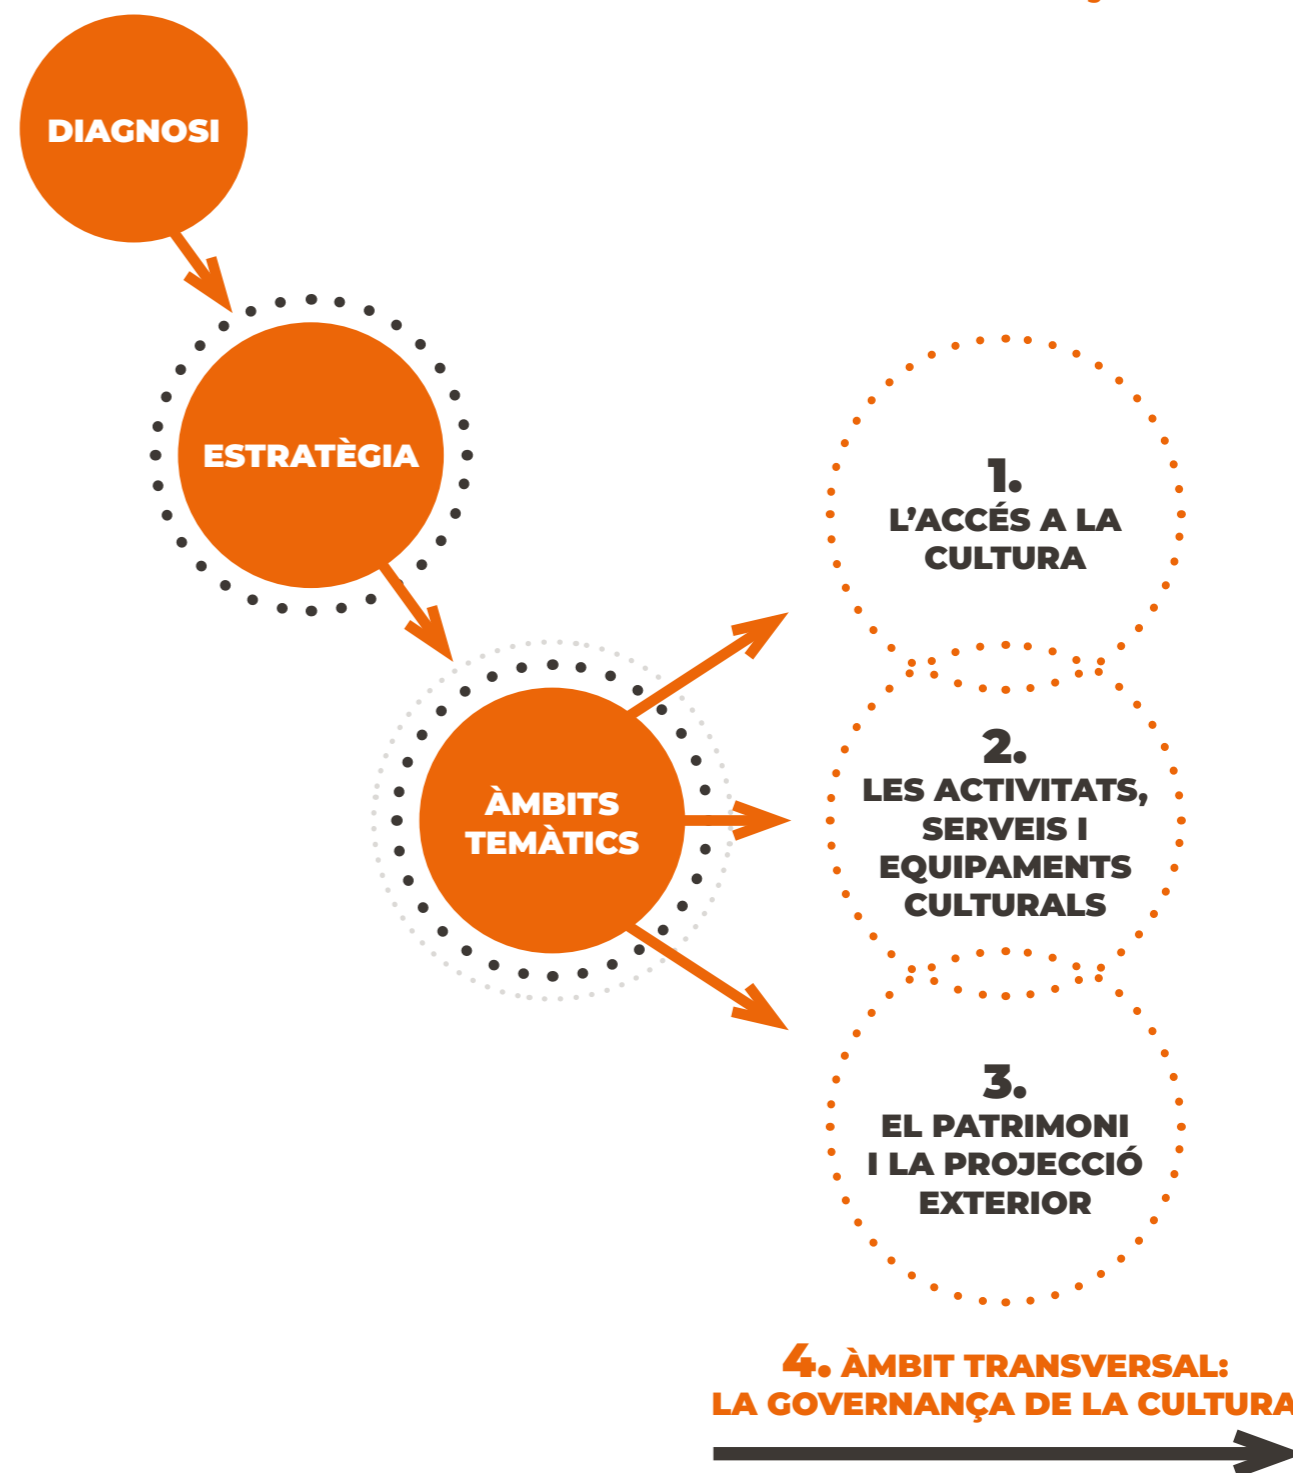 DIAGNOSI
ESTRATÈGIA
ÀMBITS
TEMÀTICS
1.
L’ACCÉS A LA
CULTURA
2.
LES ACTIVITATS,
SERVEIS I
EQUIPAMENTS
CULTURALS
3.
EL PATRIMONI
I LA PROJECCIÓ
EXTERIOR
4. ÀMBIT TRANSVERSAL:
LA GOVERNANÇA DE LA CULTURA